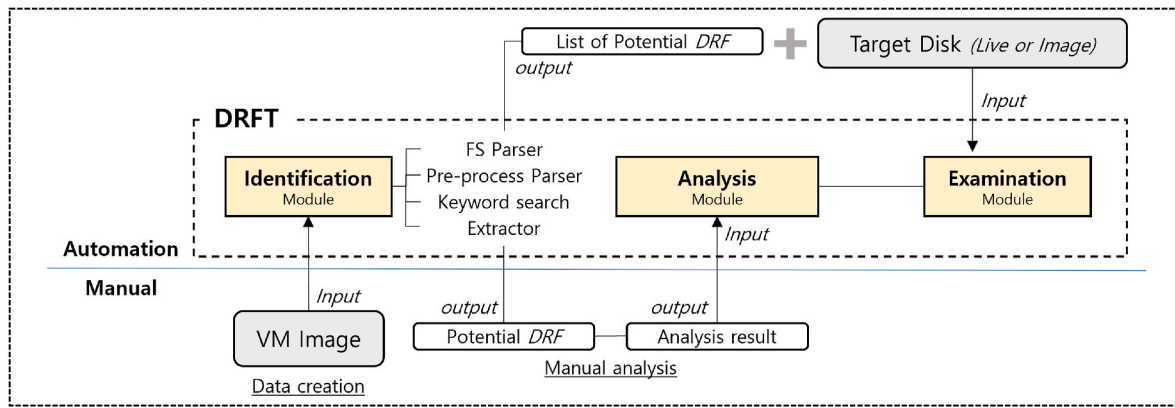 List of Potential DRF
Target Disk (Live or Image)
output
Input
DRFT
FS Parser
Pre-process Parser
Keyword search
Extractor
Identification
Module
Analysis
Module
Examination
Module
Input
Automation
Manual
Input
output
output
VM Image
Potential DRF
Analysis result
Data creation
Manual analysis